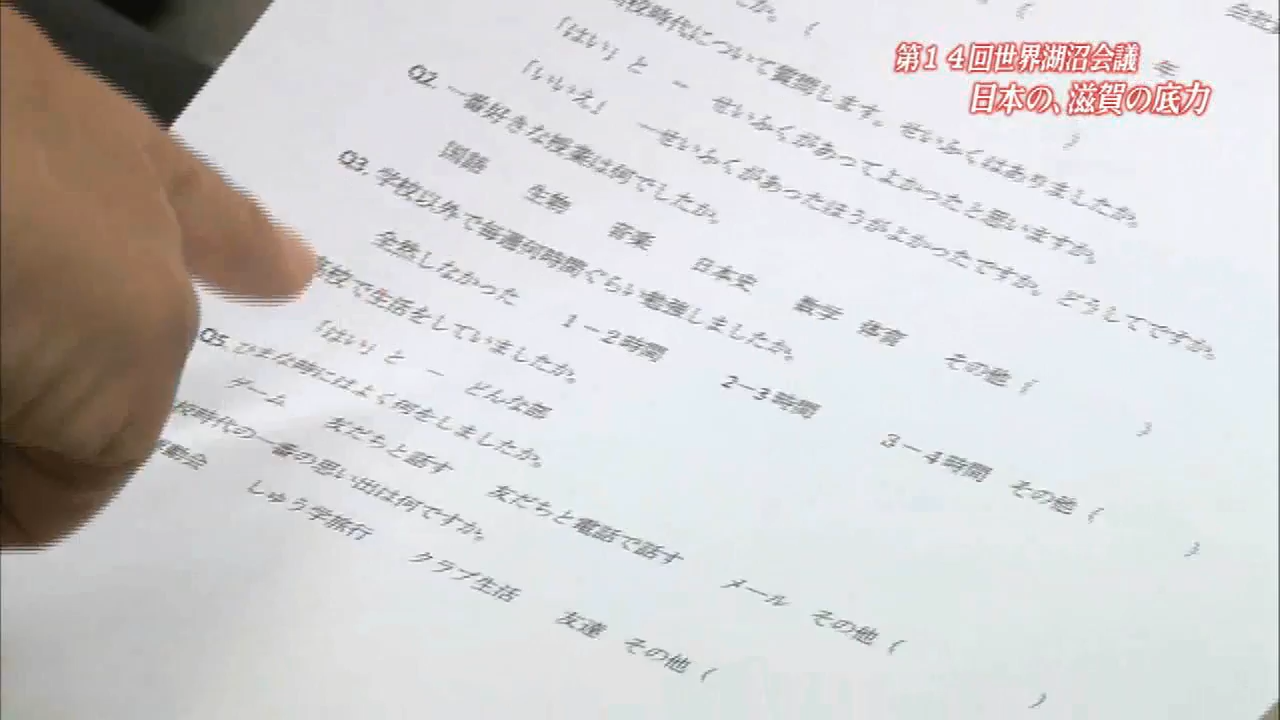 第１４回世界湖沼会議
日本の、滋賀の底力
会社
か。 (
年
校時代について質問します。せいふくはありましたか。
「はい」と ー せいふくがあってよかったと思いますか。
「いいえ」 ーせいふくがあったほうがよかったですか。どうしてですか。
Q2. 一番好きな授業は何でしたか。
国語 生物 音楽 日本史 数学 体育 その他 ( )
Q3. 学校以外で毎週何時間ぐらい勉強しましたか。
全然しなかった 1－2時間 2－3時間 3－4時間 その他 ( )
校で生活をしていましたか。
「はい」と ー どんな部
Q5. ひまな時にはよく何をしましたか。
ゲーム 友だちと話す 友だちと電話で話す メール その他 ( )
校時代の一番の思い出は何ですか。
動会 しゅう学旅行 クラブ生活 友達 その他 ( )